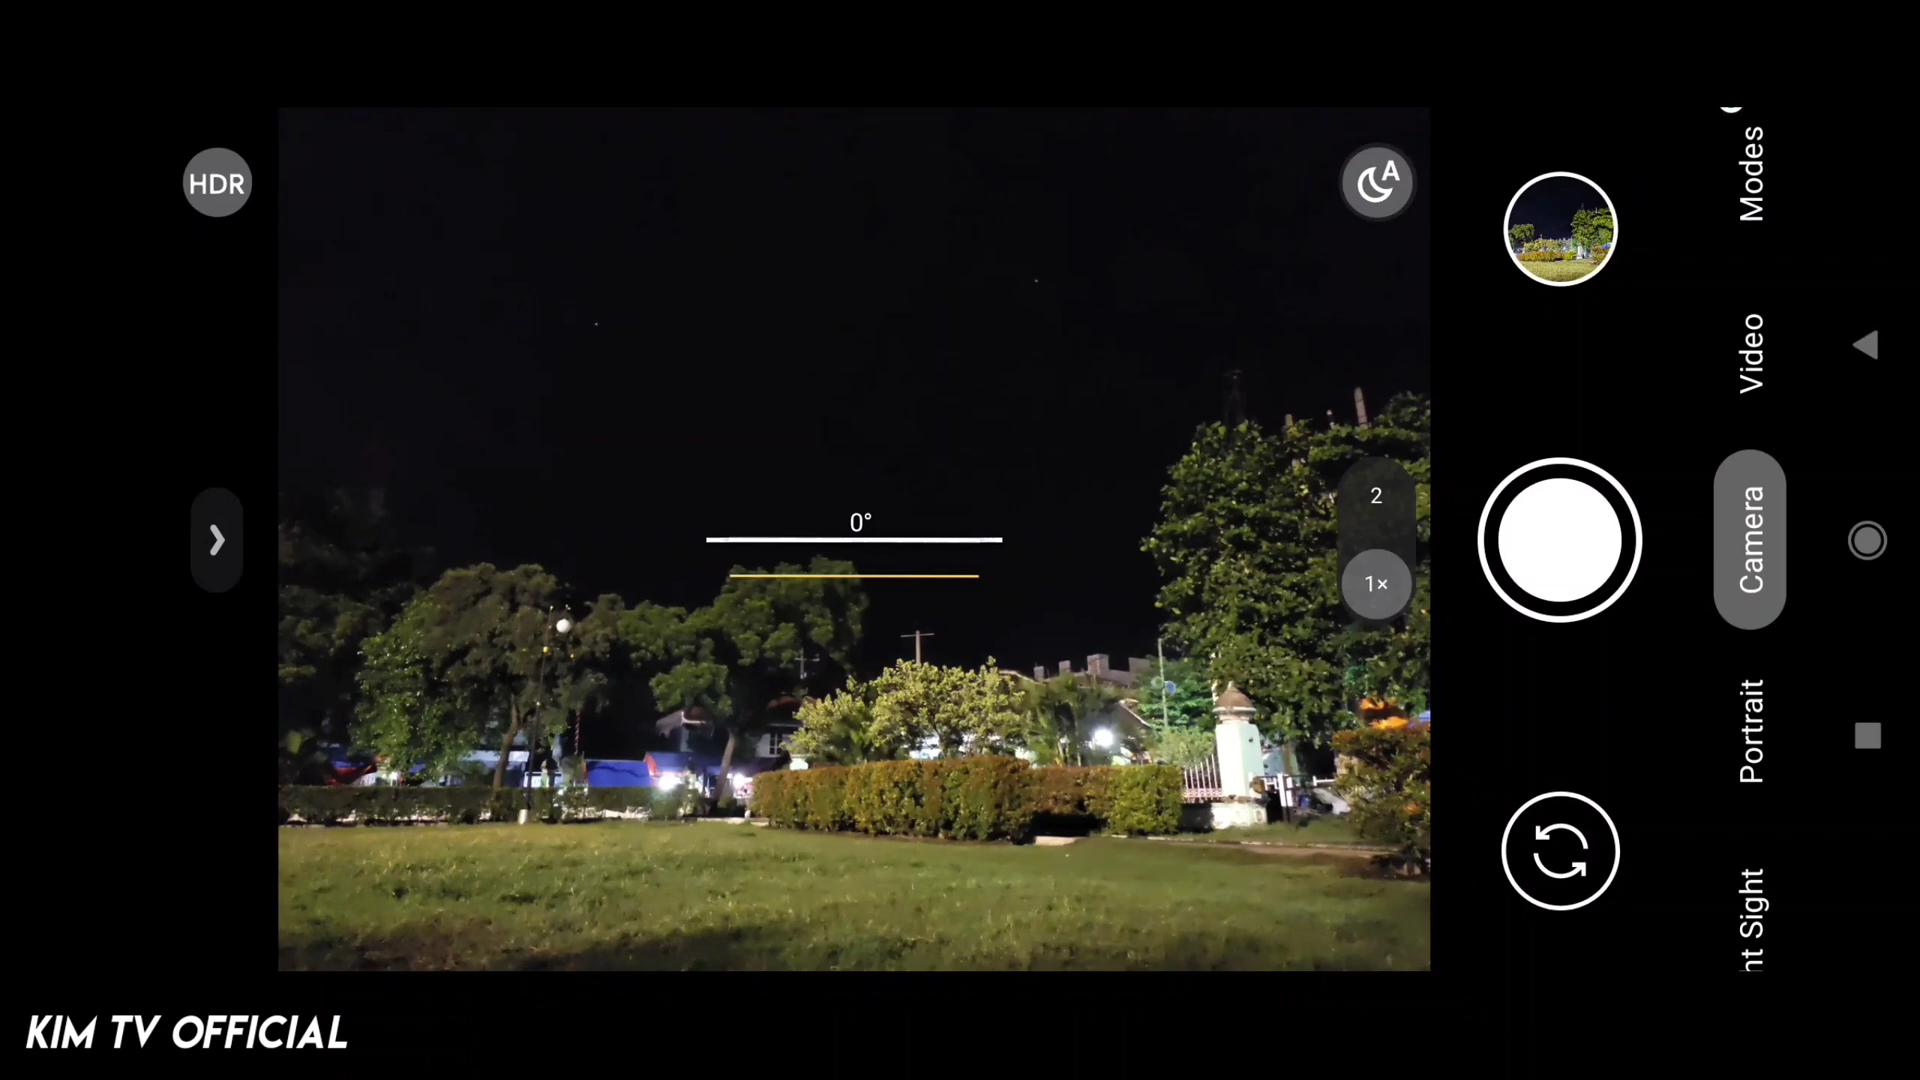 HDR
A
0°
2
1×
Modes
Video
Camera
Portrait
ht Sight
KIM TV OFFICIAL